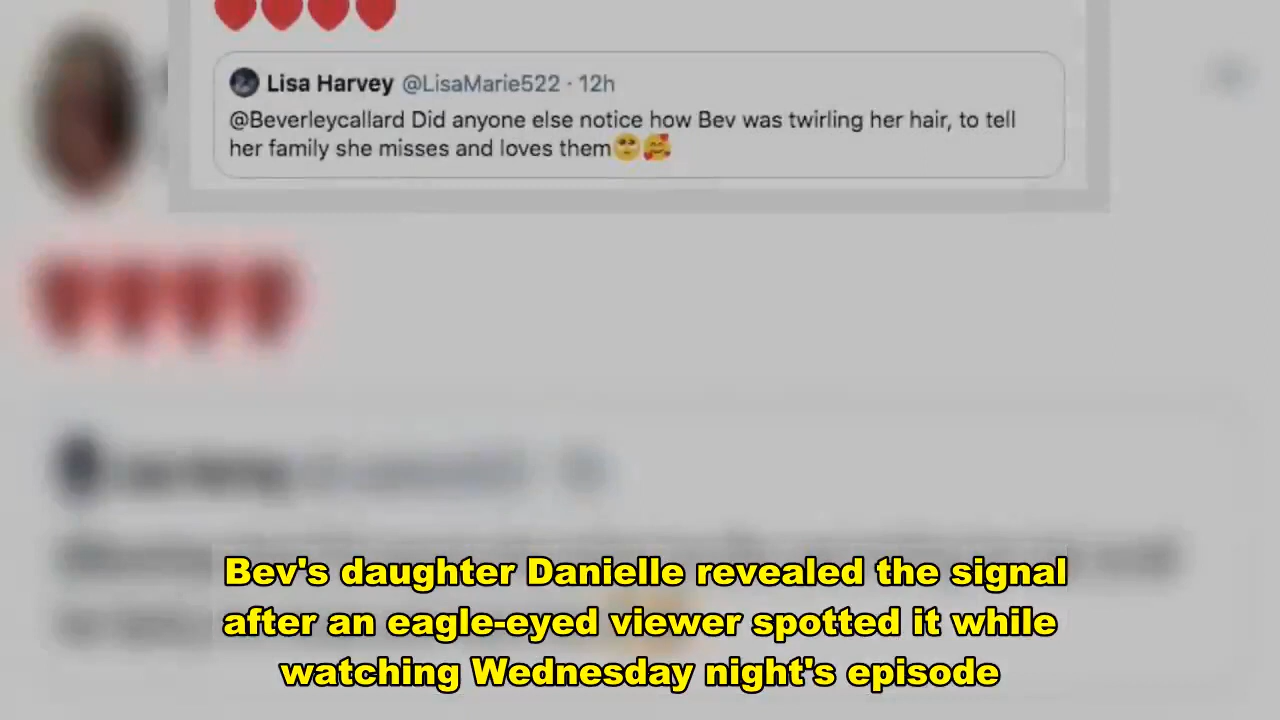 Lisa Harvey @LisaMarie522 · 12h
@Beverleycallard Did anyone else notice how Bev was twirling her hair, to tell
her family she misses and loves them🥺🥰
Bev's daughter Danielle revealed the signal
after an eagle-eyed viewer spotted it while
watching Wednesday night's episode